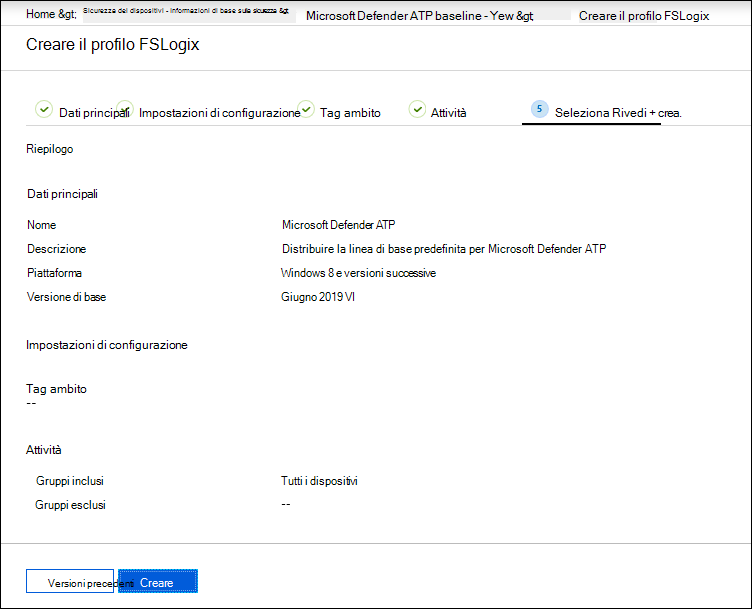 Home &gt; Sicurezza dei dispositivi - Informazioni di base sulla sicurezza &gt; Microsoft Defender ATP baseline - Yew &gt; Creare il profilo FSLogix
Creare il profilo FSLogix
Dati principali Impostazioni di configurazione Tag ambito Attività 5 Seleziona Rivedi + crea.
Riepilogo
Dati principali
Nome Microsoft Defender ATP
Descrizione Distribuire la linea di base predefinita per Microsoft Defender ATP
Piattaforma Windows 8 e versioni successive
Versione di base Giugno 2019 VI
Impostazioni di configurazione
Tag ambito
--
Attività
Gruppi inclusi Tutti i dispositivi
Gruppi esclusi --
Versioni precedenti Creare